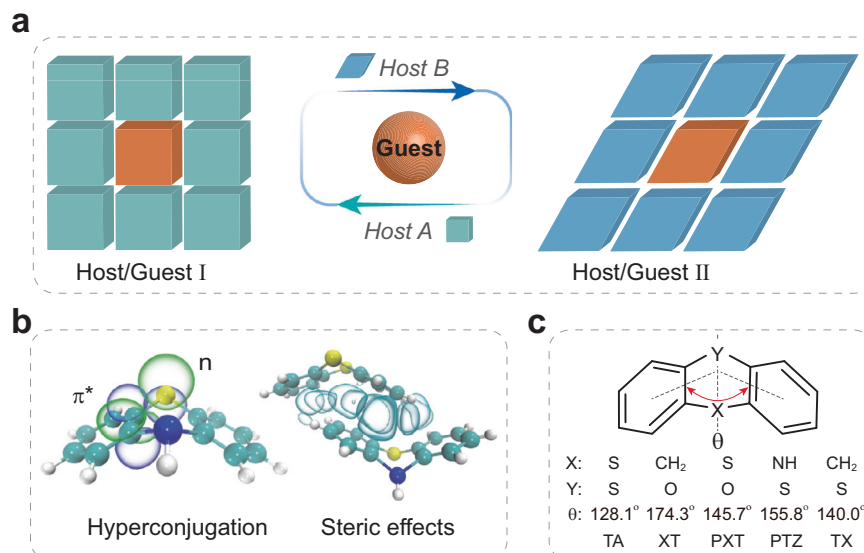 a
Host B
Guest
Host A
Host/Guest I
Host/Guest II
b
n
π*
Hyperconjugation
Steric effects
c
Y
X
θ
X: S CH₂ S NH CH₂
Y: S O O S S
θ: 128.1° 174.3° 145.7° 155.8° 140.0°
TA XT PXT PTZ TX